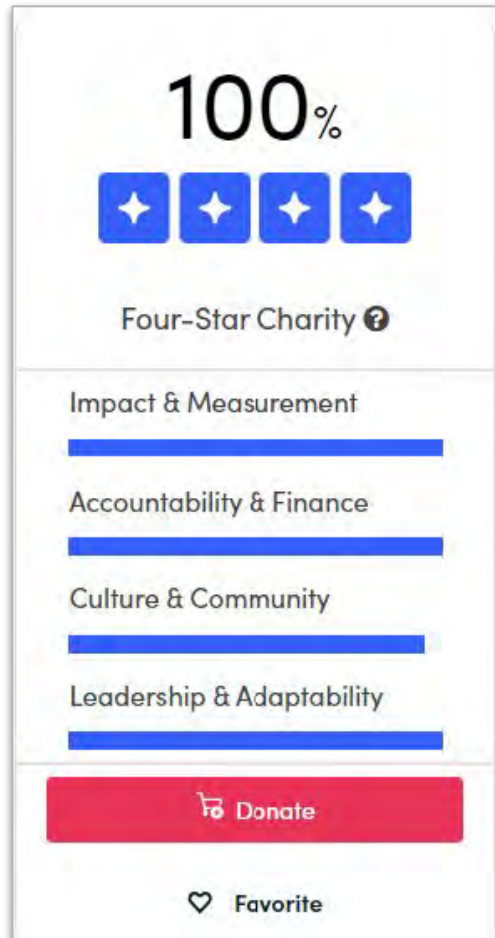 100%
Four-Star Charity ?
Impact & Measurement
Accountability & Finance
Culture & Community
Leadership & Adaptability
Donate
Favorite